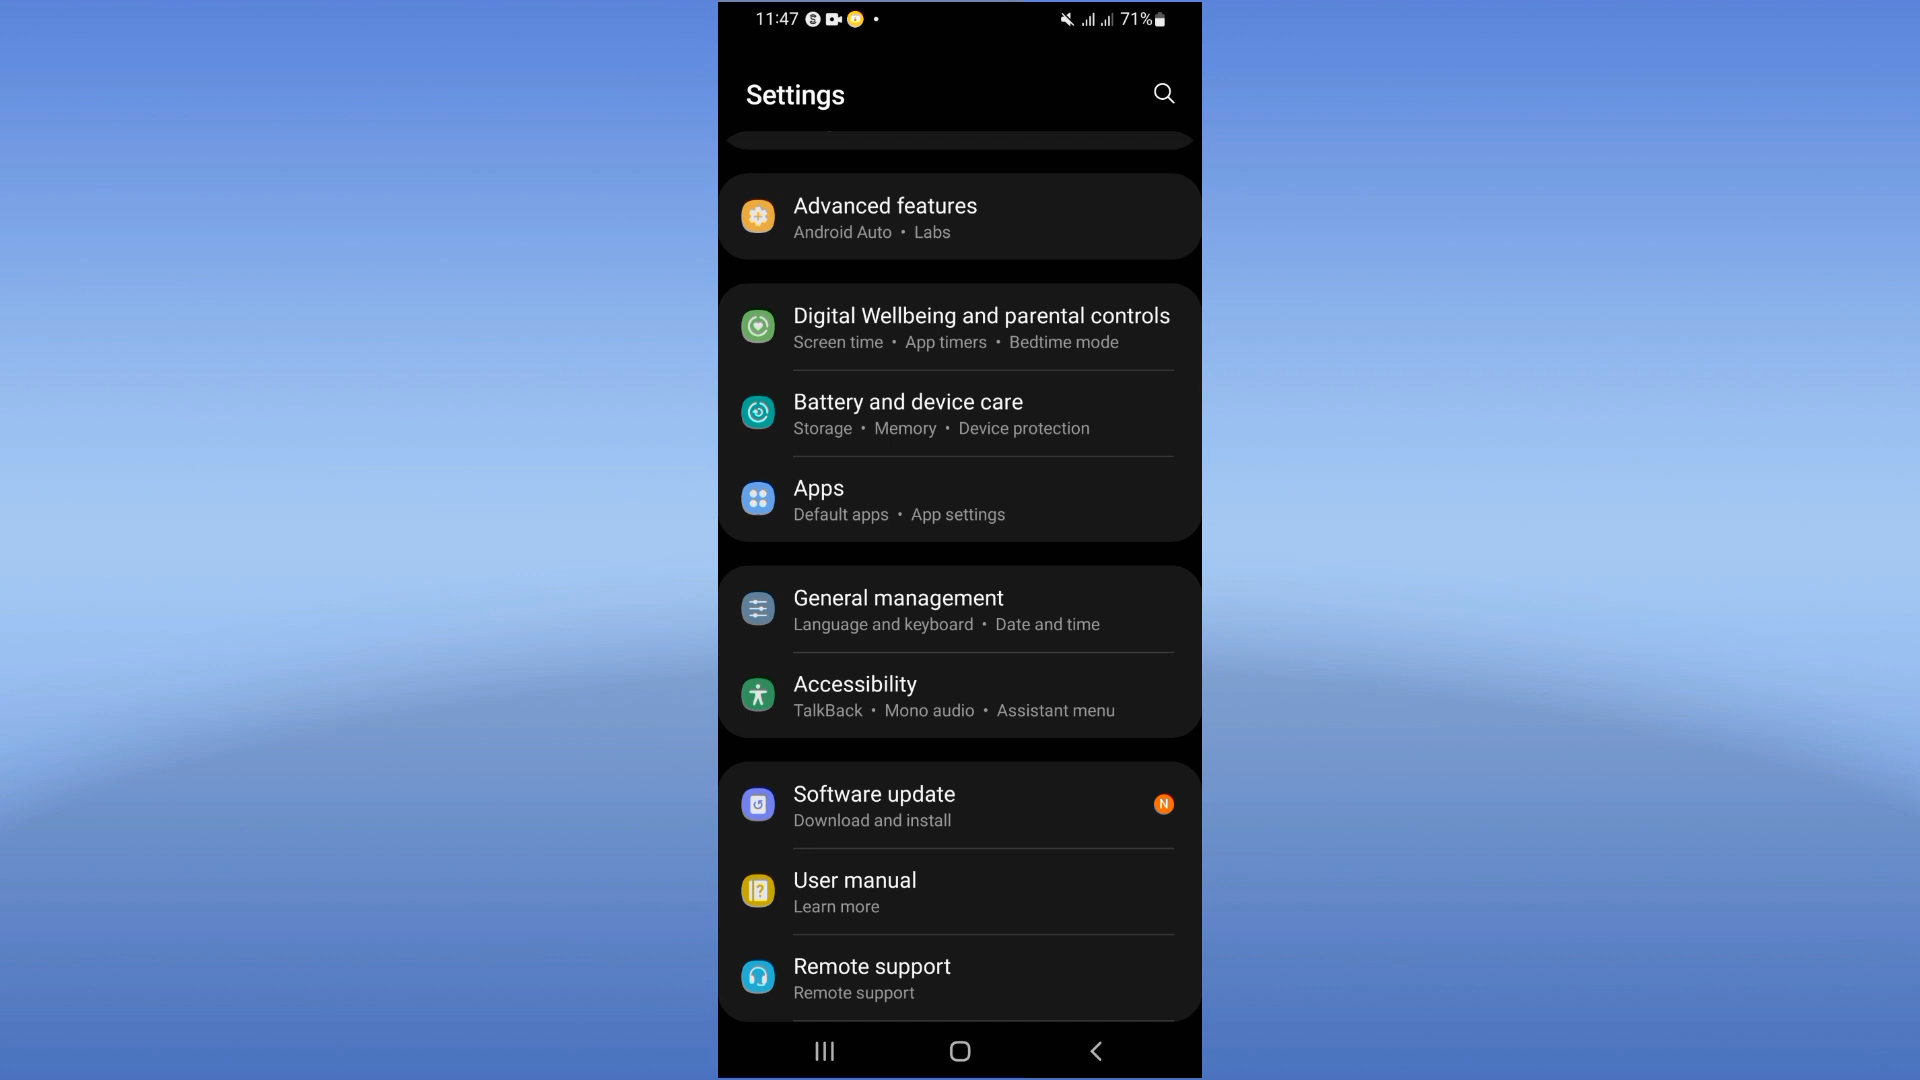 11:47 71%
Settings
Advanced features
Android Auto • Labs
Digital Wellbeing and parental controls
Screen time • App timers • Bedtime mode
Battery and device care
Storage • Memory • Device protection
Apps
Default apps • App settings
General management
Language and keyboard • Date and time
Accessibility
TalkBack • Mono audio • Assistant menu
Software update N
Download and install
User manual
Learn more
Remote support
Remote support